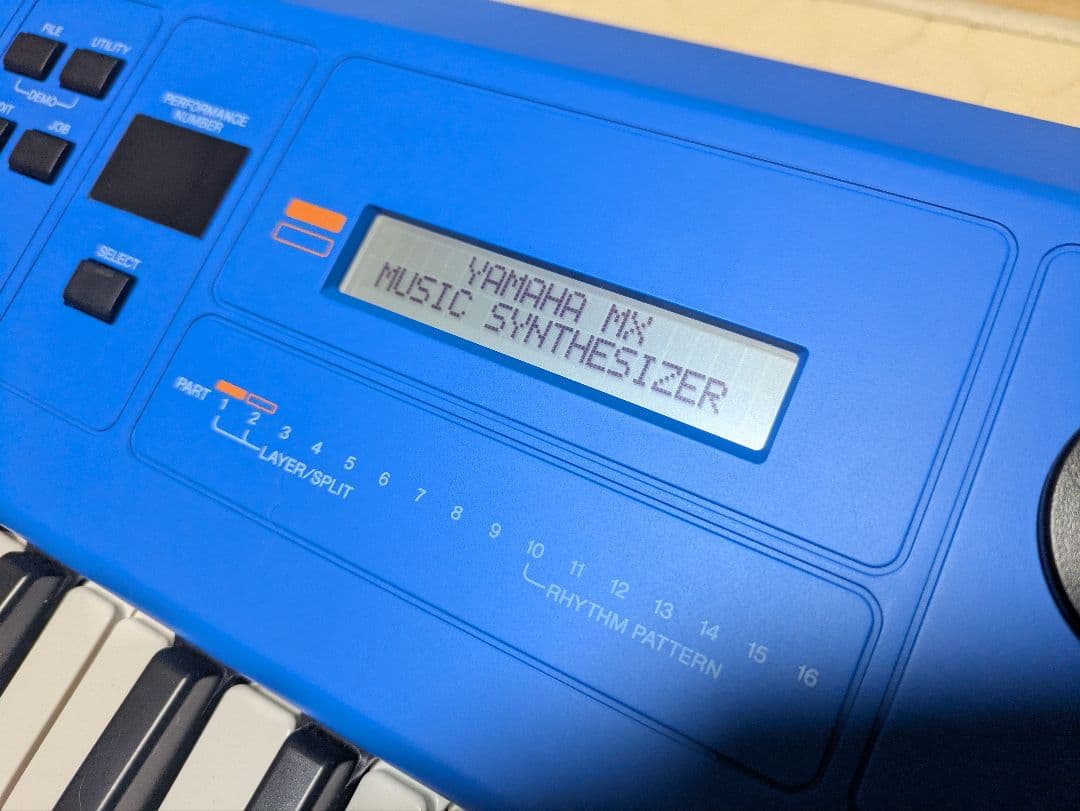 FILE
UTILITY
DEMO
JOB
PERFORMANCE
NUMBER
SELECT
YAMAHA MX
MUSIC SYNTHESIZER
PART 1 2 3 4 5 6 7 8 9 10 11 12 13 14 15 16
LAYER/SPLIT
RHYTHM PATTERN